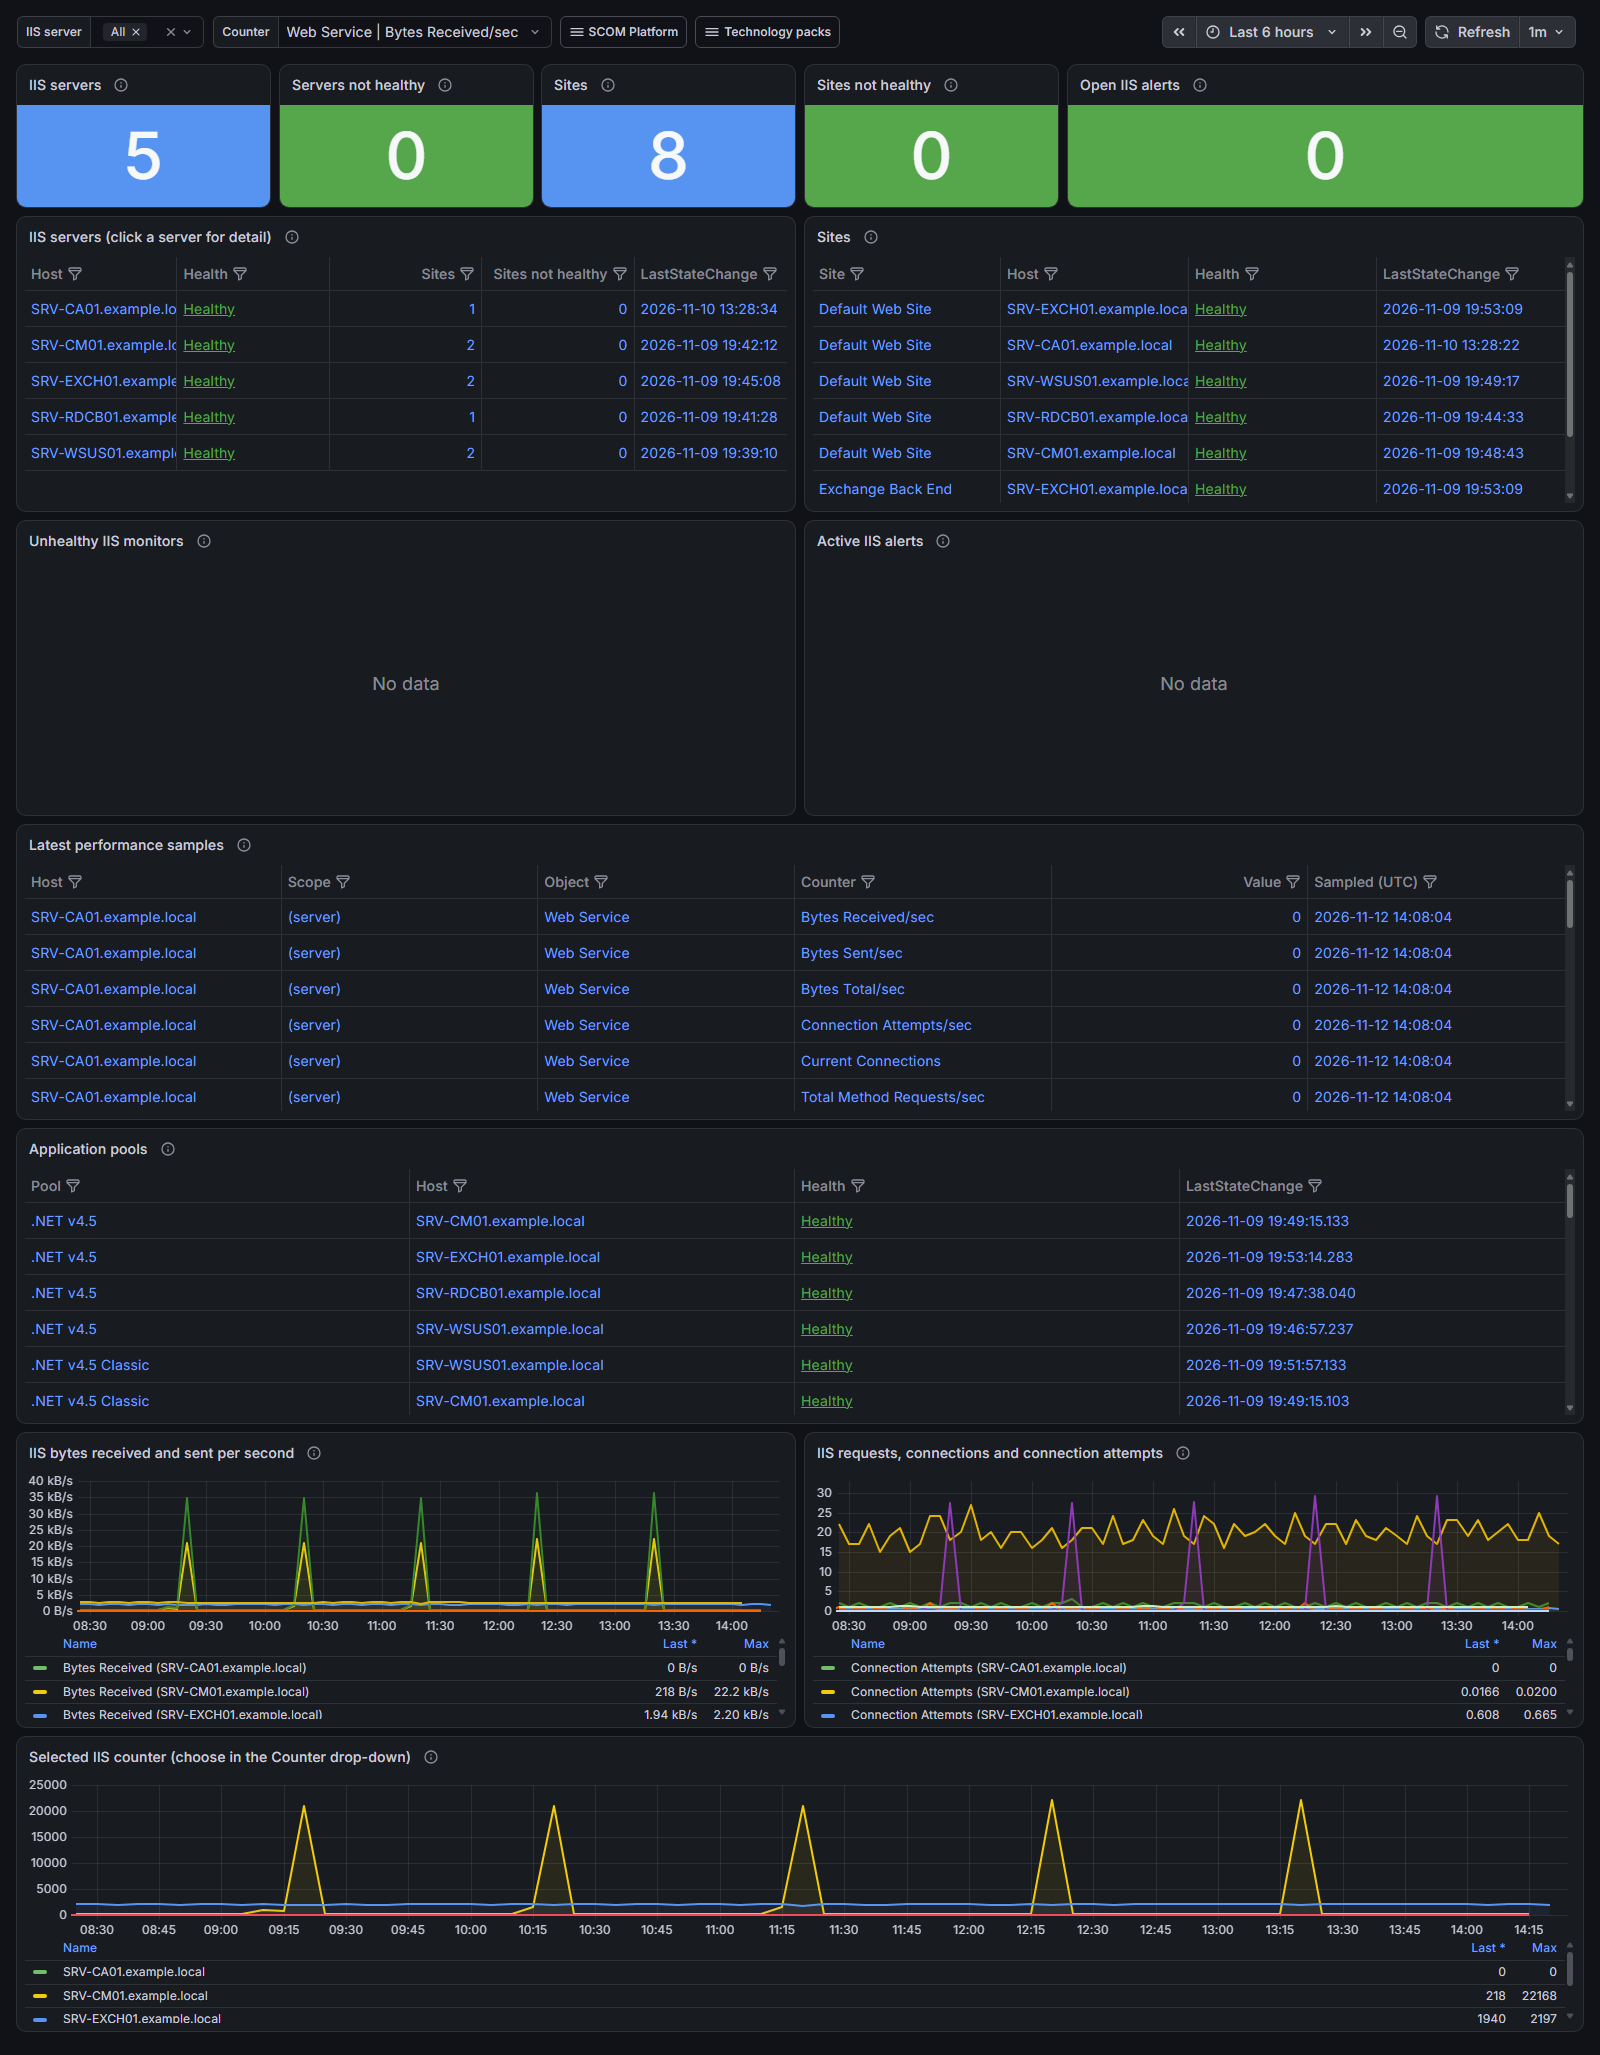 IIS server All Counter Web Service | Bytes Received/sec SCOM Platform Technology packs Last 6 hours Refresh 1m
IIS servers Servers not healthy Sites Sites not healthy Open IIS alerts
5 0 8 0 0
IIS servers (click a server for detail)
Host Health Sites Sites not healthy LastStateChange
SRV-CA01.example.lo Healthy 1 0 2026-11-10 13:28:34
SRV-CM01.example.lo Healthy 2 0 2026-11-09 19:42:12
SRV-EXCH01.example Healthy 2 0 2026-11-09 19:45:08
SRV-RDCB01.example Healthy 1 0 2026-11-09 19:41:28
SRV-WSUS01.example Healthy 2 0 2026-11-09 19:39:10
Sites
Site Host Health LastStateChange
Default Web Site SRV-EXCH01.example.loca Healthy 2026-11-09 19:53:09
Default Web Site SRV-CA01.example.local Healthy 2026-11-10 13:28:22
Default Web Site SRV-WSUS01.example.loca Healthy 2026-11-09 19:49:17
Default Web Site SRV-RDCB01.example.loca Healthy 2026-11-09 19:44:33
Default Web Site SRV-CM01.example.local Healthy 2026-11-09 19:48:43
Exchange Back End SRV-EXCH01.example.loca Healthy 2026-11-09 19:53:09
Unhealthy IIS monitors
No data
Active IIS alerts
No data
Latest performance samples
Host Scope Object Counter Value Sampled (UTC)
SRV-CA01.example.local (server) Web Service Bytes Received/sec 0 2026-11-12 14:08:04
SRV-CA01.example.local (server) Web Service Bytes Sent/sec 0 2026-11-12 14:08:04
SRV-CA01.example.local (server) Web Service Bytes Total/sec 0 2026-11-12 14:08:04
SRV-CA01.example.local (server) Web Service Connection Attempts/sec 0 2026-11-12 14:08:04
SRV-CA01.example.local (server) Web Service Current Connections 0 2026-11-12 14:08:04
SRV-CA01.example.local (server) Web Service Total Method Requests/sec 0 2026-11-12 14:08:04
Application pools
Pool Host Health LastStateChange
.NET v4.5 SRV-CM01.example.local Healthy 2026-11-09 19:49:15.133
.NET v4.5 SRV-EXCH01.example.local Healthy 2026-11-09 19:53:14.283
.NET v4.5 SRV-RDCB01.example.local Healthy 2026-11-09 19:47:38.040
.NET v4.5 SRV-WSUS01.example.local Healthy 2026-11-09 19:46:57.237
.NET v4.5 Classic SRV-WSUS01.example.local Healthy 2026-11-09 19:51:57.133
.NET v4.5 Classic SRV-CM01.example.local Healthy 2026-11-09 19:49:15.103
IIS bytes received and sent per second
40 kB/s
35 kB/s
30 kB/s
25 kB/s
20 kB/s
15 kB/s
10 kB/s
5 kB/s
0 B/s
08:30 09:00 09:30 10:00 10:30 11:00 11:30 12:00 12:30 13:00 13:30 14:00
Name Last * Max
Bytes Received (SRV-CA01.example.local) 0 B/s 0 B/s
Bytes Received (SRV-CM01.example.local) 218 B/s 22.2 kB/s
Bytes Received (SRV-EXCH01.example.local) 1.94 kB/s 2.20 kB/s
IIS requests, connections and connection attempts
30
25
20
15
10
5
0
08:30 09:00 09:30 10:00 10:30 11:00 11:30 12:00 12:30 13:00 13:30 14:00
Name Last * Max
Connection Attempts (SRV-CA01.example.local) 0 0
Connection Attempts (SRV-CM01.example.local) 0.0166 0.0200
Connection Attempts (SRV-EXCH01.example.local) 0.608 0.665
Selected IIS counter (choose in the Counter drop-down)
25000
20000
15000
10000
5000
0
08:30 08:45 09:00 09:15 09:30 09:45 10:00 10:15 10:30 10:45 11:00 11:15 11:30 11:45 12:00 12:15 12:30 12:45 13:00 13:15 13:30 13:45 14:00 14:15
Name Last * Max
SRV-CA01.example.local 0 0
SRV-CM01.example.local 218 22168
SRV-EXCH01.example.local 1940 2197